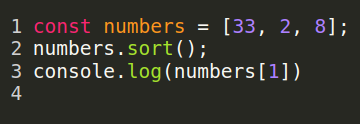 1 const numbers = [33, 2, 8];
2 numbers.sort();
3 console.log(numbers[1])
4